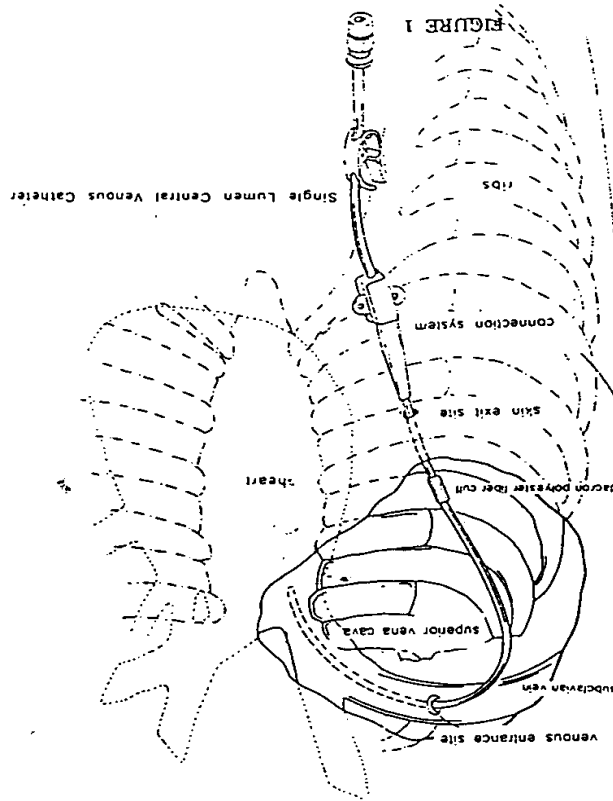 venous entrance site
subclavian vein
superior vena cava
dacron polyester fiber cuff
heart
skin exit site
connection system
ribs
Single Lumen Central Venous Catheter
FIGURE 1